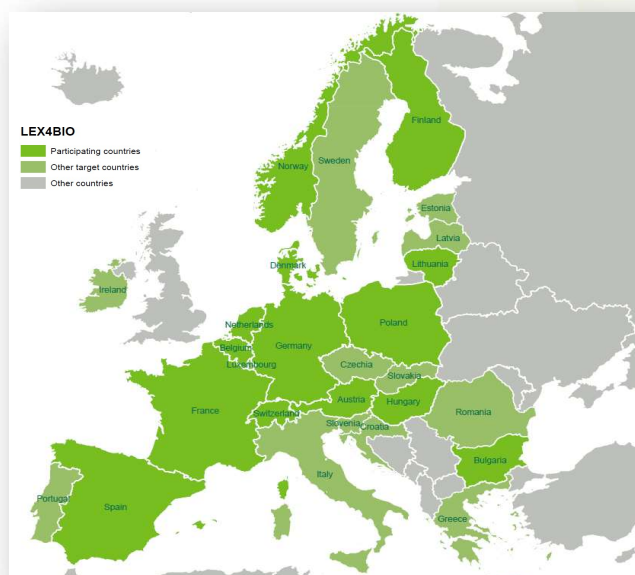 LEX4BIO
Participating countries
Other target countries
Other countries
Finland
Norway
Sweden
Estonia
Latvia
Denmark
Lithuania
Ireland
Netherlands
Poland
Belgium
Germany
Luxembourg
Czechia
Slovakia
Austria
Hungary
France
Switzerland
Romania
Slovenia
Croatia
Bulgaria
Italy
Portugal
Spain
Greece